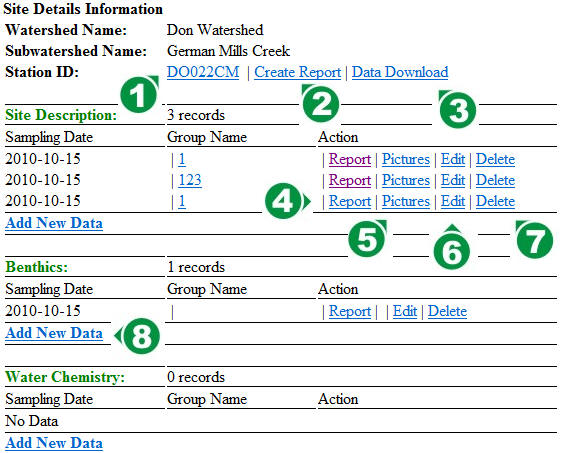 Site Details Information
Watershed Name: Don Watershed
Subwatershed Name: German Mills Creek
Station ID: DO022CM | Create Report | Data Download
1 2 3
Site Description: 3 records
Sampling Date Group Name Action
2010-10-15 | 1 | Report | Pictures | Edit | Delete
2010-10-15 | 123 | Report | Pictures | Edit | Delete
2010-10-15 | 1 4 | Report | Pictures | Edit | Delete
Add New Data
5 6 7
Benthics: 1 records
Sampling Date Group Name Action
2010-10-15 | | Report | | Edit | Delete
Add New Data 8
Water Chemistry: 0 records
Sampling Date Group Name Action
No Data
Add New Data